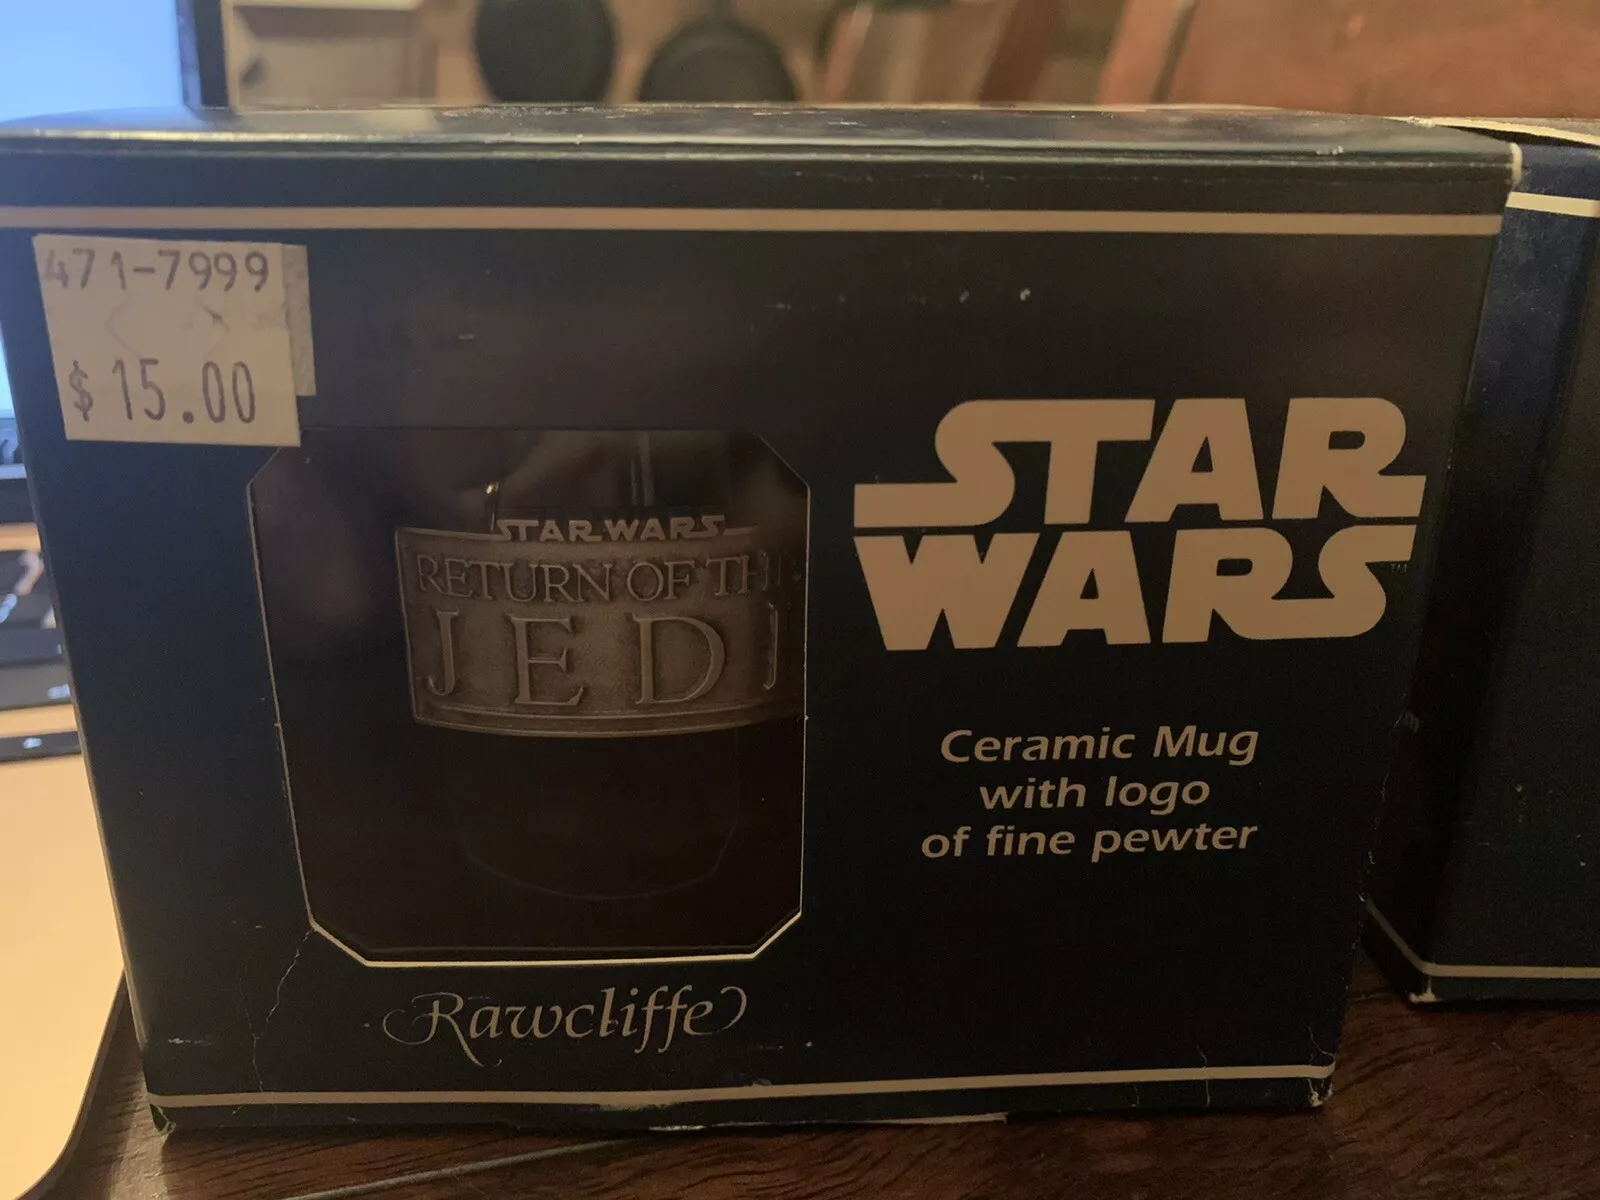 471-7999
$ 15.00
STAR WARS
RETURN OF THE
JEDI
STAR
WARS
TM
Ceramic Mug
with logo
of fine pewter
Rawcliffe